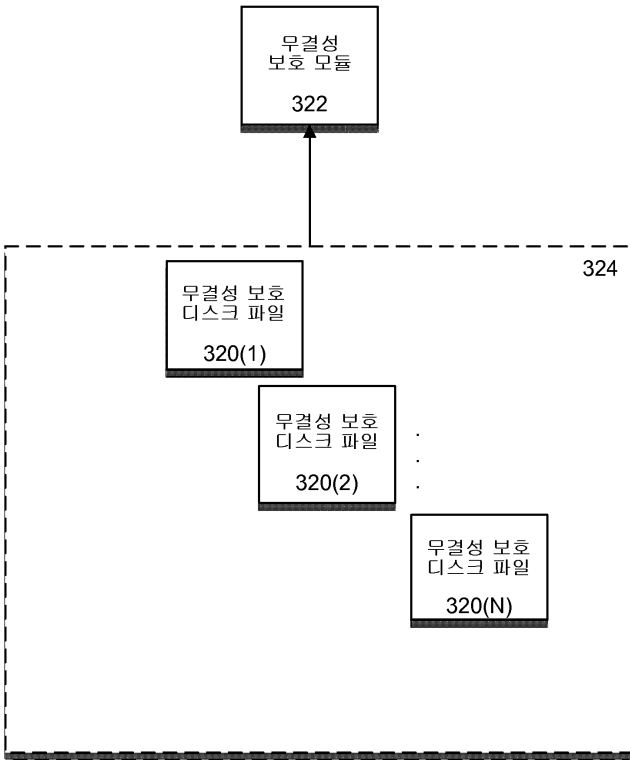 무결성
보호 모듈
322
324
무결성 보호
디스크 파일
320(1)
무결성 보호
디스크 파일
320(2)
.
.
.
무결성 보호
디스크 파일
320(N)